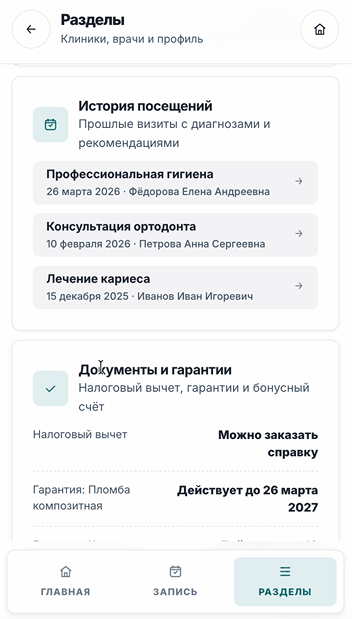 Разделы
Клиники, врачи и профиль
История посещений
Прошлые визиты с диагнозами и
рекомендациями
Профессиональная гигиена
26 марта 2026 · Фёдорова Елена Андреевна
Консультация ортодонта
10 февраля 2026 · Петрова Анна Сергеевна
Лечение кариеса
15 декабря 2025 · Иванов Иван Игоревич
Документы и гарантии
Налоговый вычет, гарантии и бонусный
счёт
Налоговый вычет
Можно заказать
справку
Гарантия: Пломба
композитная
Действует до 26 марта
2027
ГЛАВНАЯ
ЗАПИСЬ
РАЗДЕЛЫ